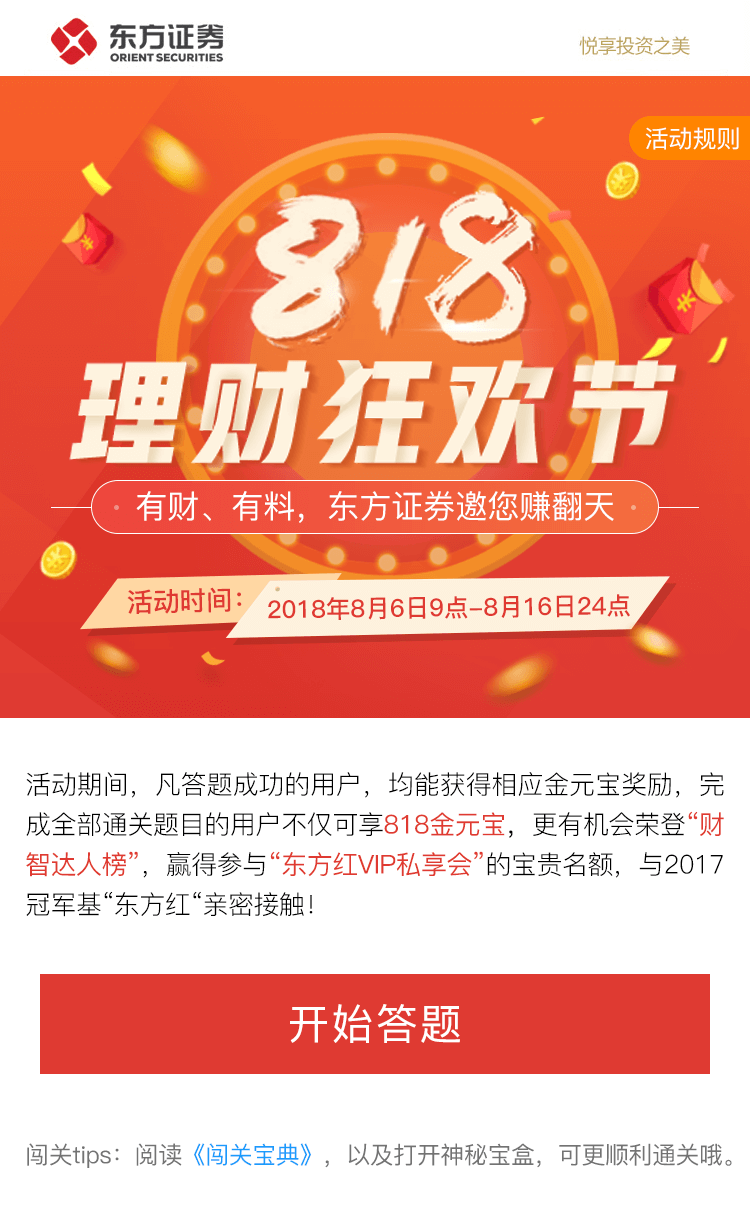 东方证券
ORIENT SECURITIES
悦享投资之美
活动规则
818
理财狂欢节
有财、有料，东方证券邀您赚翻天
活动时间：
2018年8月6日9点-8月16日24点
活动期间，凡答题成功的用户，均能获得相应金元宝奖励，完
成全部通关题目的用户不仅可享818金元宝，更有机会荣登“财
智达人榜”，赢得参与“东方红VIP私享会”的宝贵名额，与2017
冠军基“东方红“亲密接触！
开始答题
闯关tips：阅读《闯关宝典》，以及打开神秘宝盒，可更顺利通关哦。